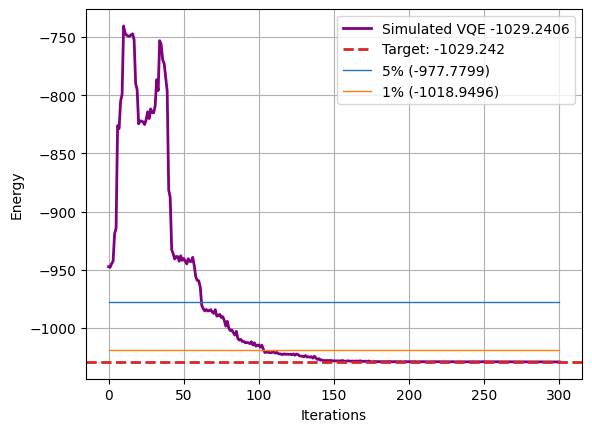 Simulated VQE -1029.2406
Target: -1029.242
5% (-977.7799)
1% (-1018.9496)
Energy
−750
−800
−850
−900
−950
−1000
0 50 100 150 200 250 300
Iterations